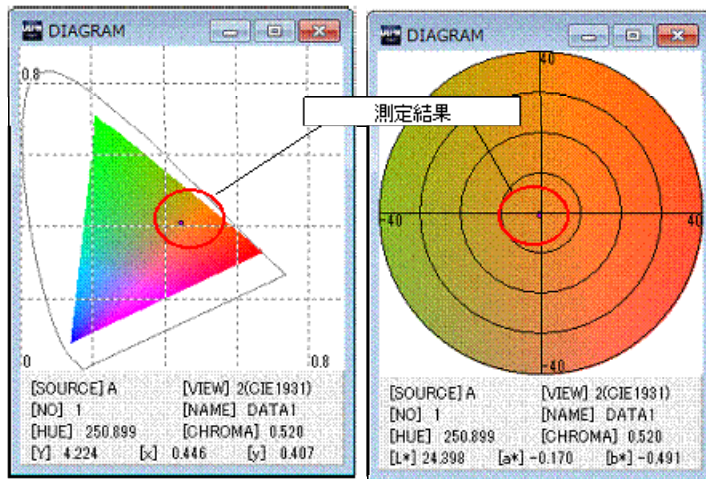 DIAGRAM
0.8
0
0.8
[SOURCE] A [VIEW] 2(CIE1931)
[NO] 1 [NAME] DATA1
[HUE] 250.899 [CHROMA] 0.520
[Y] 4.224 [x] 0.446 [y] 0.407
測定結果
DIAGRAM
40
-40
40
-40
[SOURCE] A [VIEW] 2(CIE1931)
[NO] 1 [NAME] DATA1
[HUE] 250.899 [CHROMA] 0.520
[L*] 24.398 [a*] -0.170 [b*] -0.491